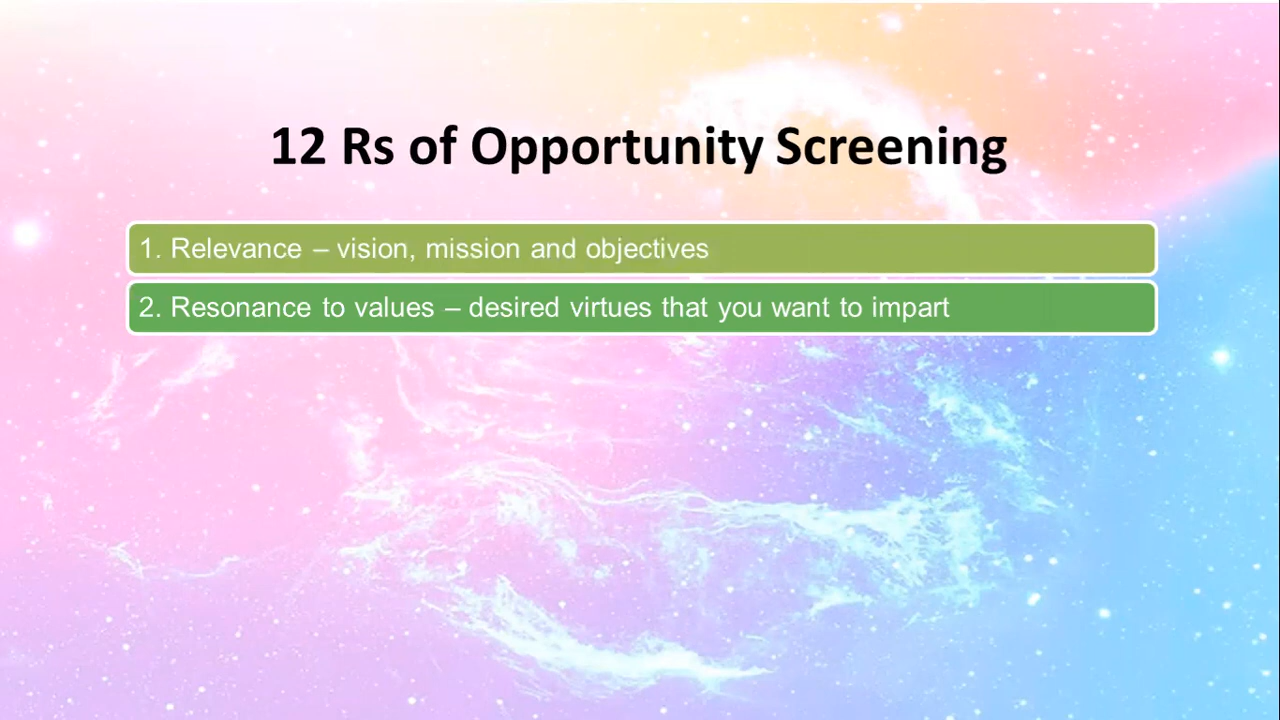 12 Rs of Opportunity Screening
1. Relevance – vision, mission and objectives
2. Resonance to values – desired virtues that you want to impart